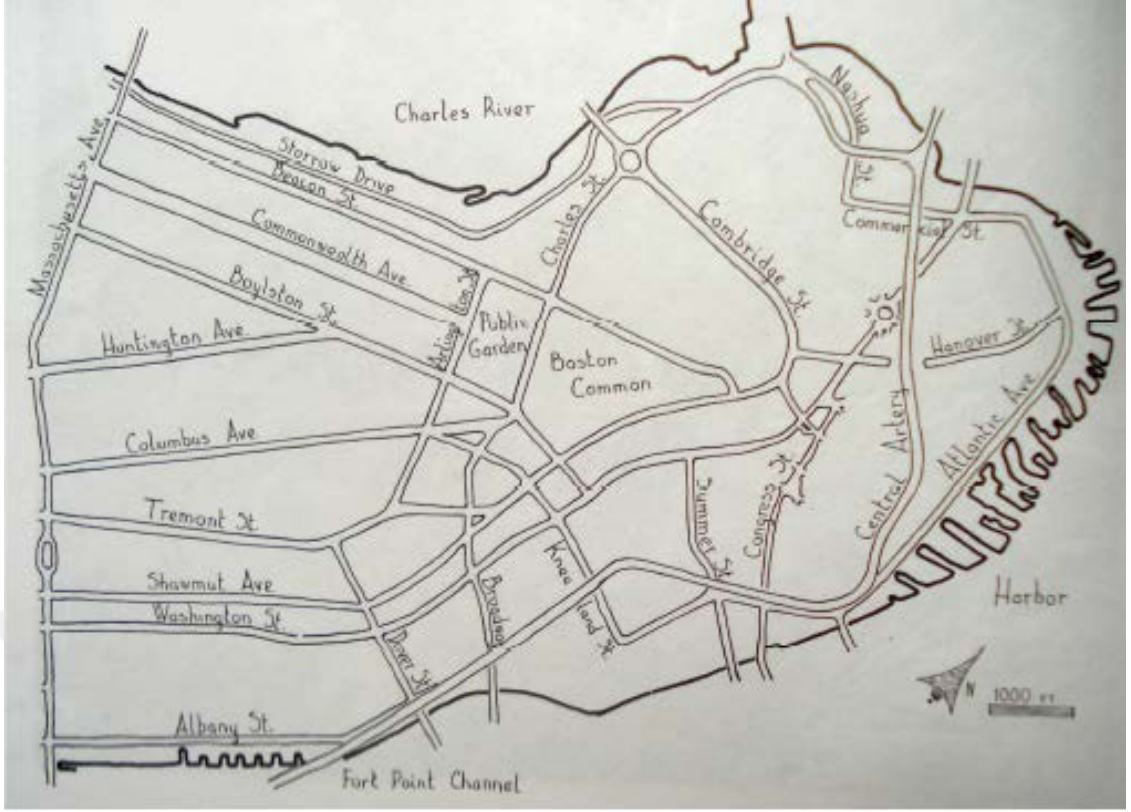 Charles River
Nashua St.
Massachusetts Ave.
Storrow Drive
Beacon St.
Charles St.
Cambridge St.
Commercial St.
Commonwealth Ave.
Boylston St.
Arlington St.
Public
Garden
Huntington Ave.
Boston
Common
Hanover St.
Columbus Ave
Central Artery
Atlantic Ave
Tremont St.
Summer St.
Congress St.
Kneeland St.
Shawmut Ave
Washington St
Broadway
Dover St.
Harbor
N
1000 FT
Albany St.
Fort Point Channel